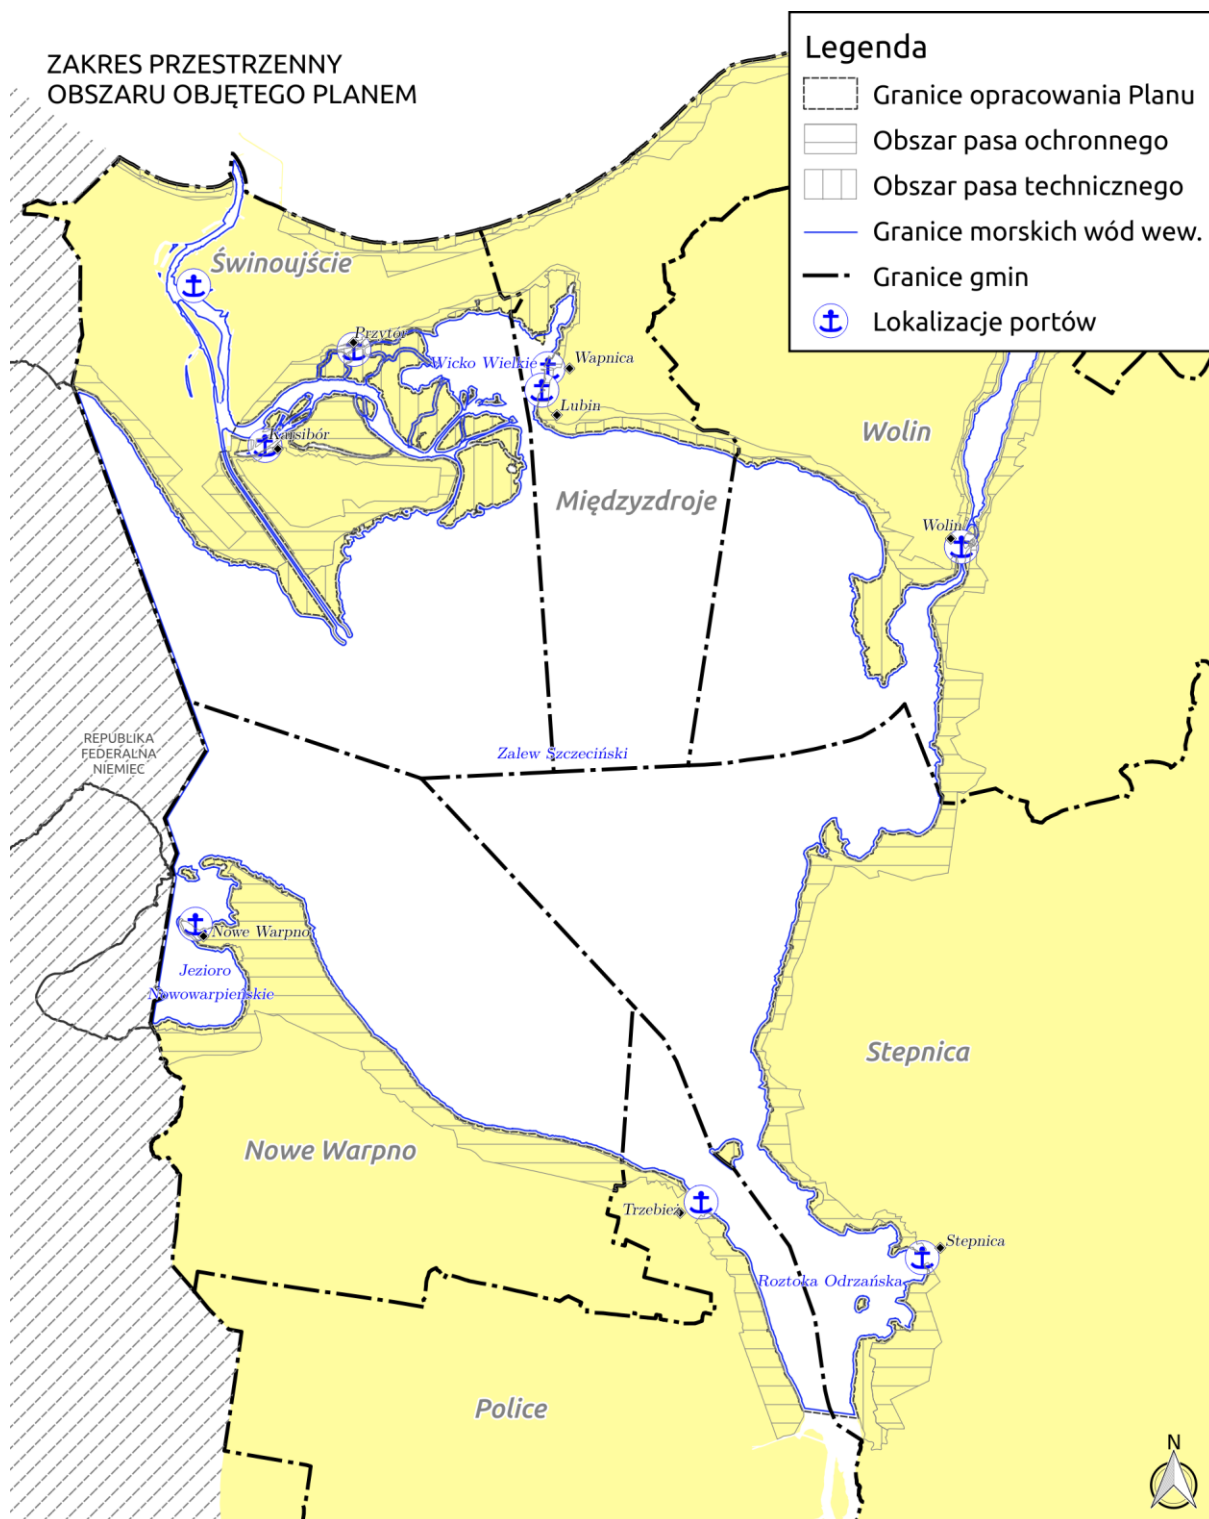 ZAKRES PRZESTRZENNY
OBSZARU OBJĘTEGO PLANEM
Legenda
Granice opracowania Planu
Obszar pasa ochronnego
Obszar pasa technicznego
Granice morskich wód wew.
Granice gmin
Lokalizacje portów
Świnoujście
Przytór
Wicko Wielkie
Wapnica
Lubin
Karsibór
Wolin
Międzyzdroje
Wolin
REPUBLIKA
FEDERALNA
NIEMIEC
Zalew Szczeciński
Nowe Warpno
Jezioro
Nowowarpieńskie
Stepnica
Nowe Warpno
Trzebież
Stepnica
Roztoka Odrzańska
Police
N